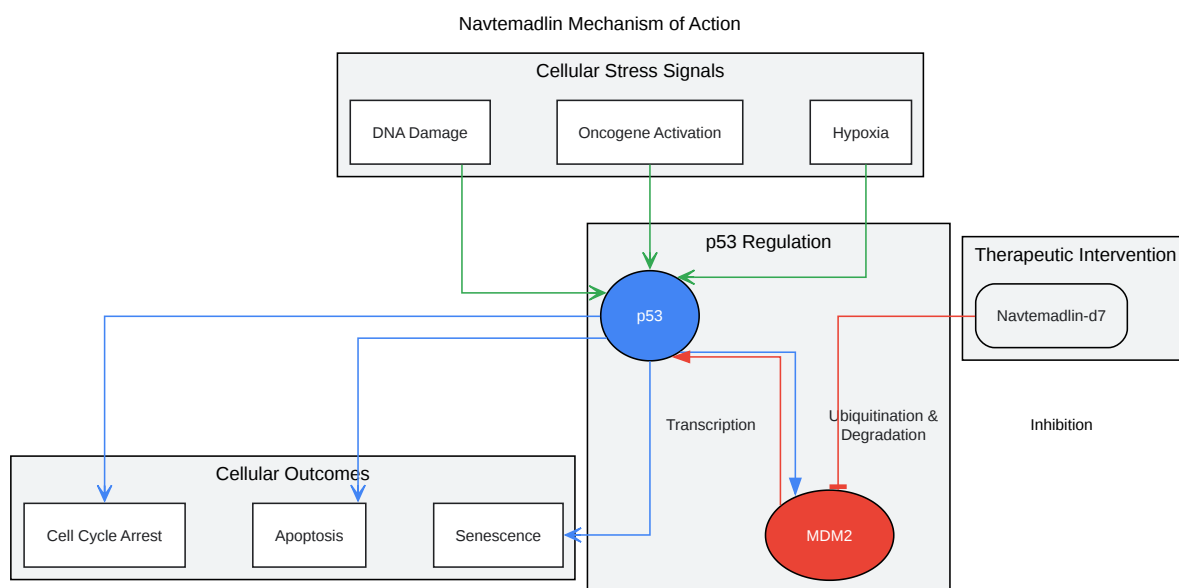 Navtemadlin Mechanism of Action
Cellular Stress Signals
DNA Damage
Oncogene Activation
Hypoxia
p53 Regulation
Therapeutic Intervention
p53
Navtemadlin-d7
Transcription
Ubiquitination &
Degradation
Inhibition
Cellular Outcomes
Cell Cycle Arrest
Apoptosis
Senescence
MDM2